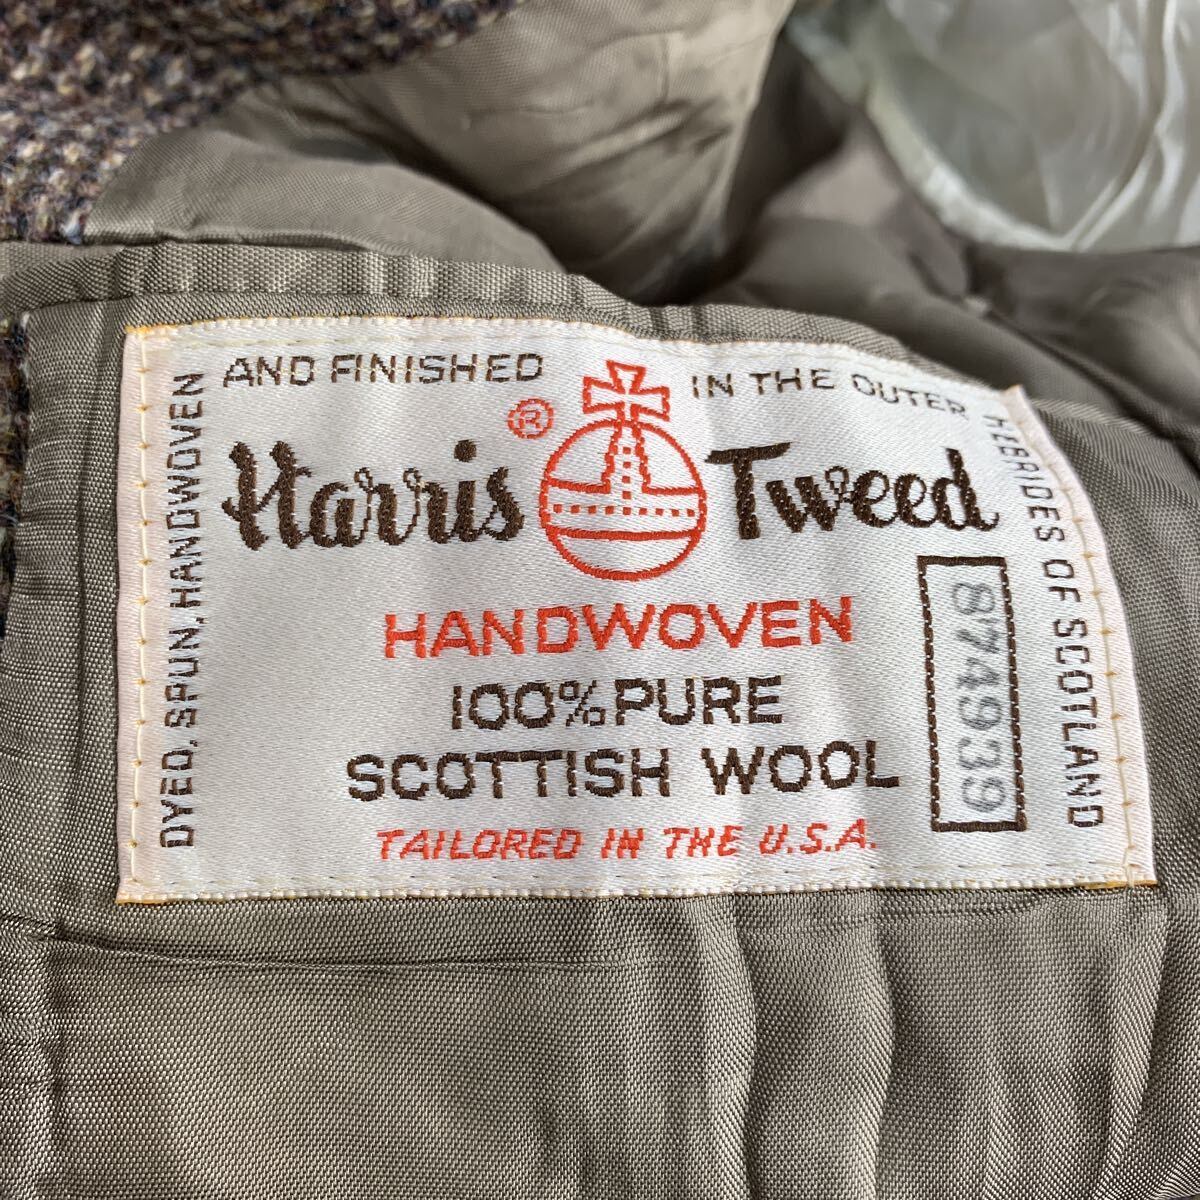 DYED, SPUN, HANDWOVEN
AND FINISHED
IN THE OUTER
HEBRIDES OF SCOTLAND
Harris ® Tweed
HANDWOVEN
100% PURE
SCOTTISH WOOL
TAILORED IN THE U.S.A.
8749939